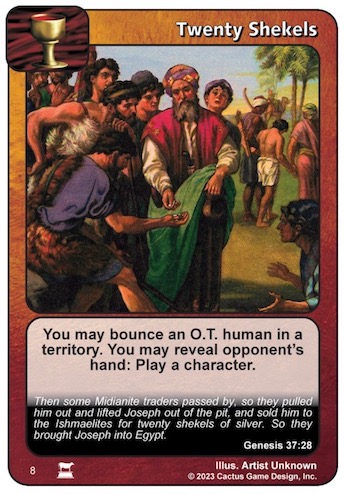 Twenty Shekels
You may bounce an O.T. human in a
territory. You may reveal opponent's
hand: Play a character.
Then some Midianite traders passed by, so they pulled
him out and lifted Joseph out of the pit, and sold him to
the Ishmaelites for twenty shekels of silver. So they
brought Joseph into Egypt.
Genesis 37:28
Illus. Artist Unknown
8
© 2023 Cactus Game Design, Inc.